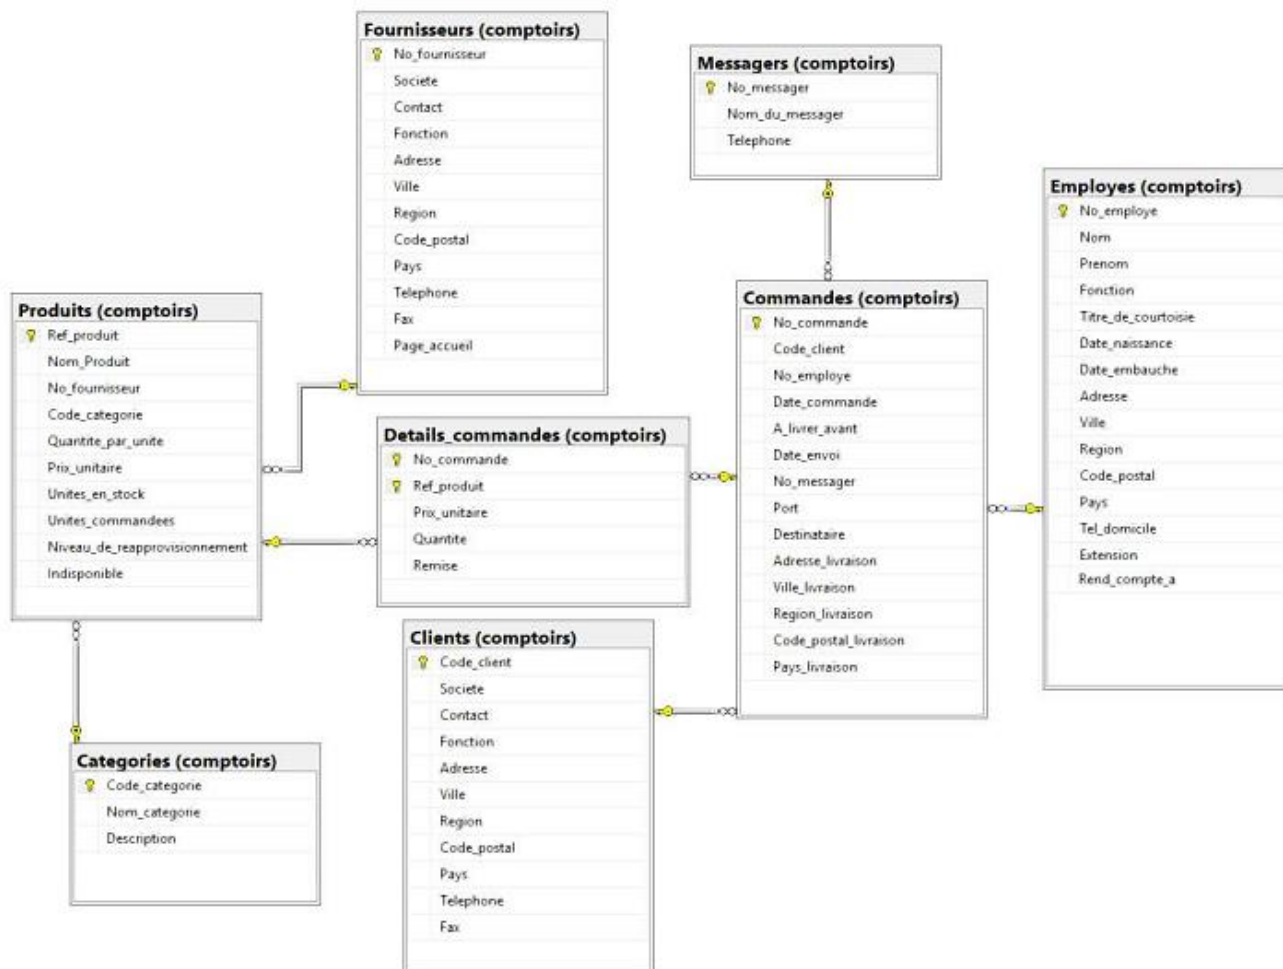 Fournisseurs (comptoirs)
No_fournisseur
Societe
Contact
Fonction
Adresse
Ville
Region
Code_postal
Pays
Telephone
Fax
Page_accueil
Messagers (comptoirs)
No_messager
Nom_du_messager
Telephone
Employes (comptoirs)
No_employe
Nom
Prenom
Fonction
Titre_de_courtoisie
Date_naissance
Date_embauche
Adresse
Ville
Region
Code_postal
Pays
Tel_domicile
Extension
Rend_compte_a
Produits (comptoirs)
Ref_produit
Nom_Produit
No_fournisseur
Code_categorie
Quantite_par_unite
Prix_unitaire
Unites_en_stock
Unites_commandees
Niveau_de_reapprovisionnement
Indisponible
Details_commandes (comptoirs)
No_commande
Ref_produit
Prix_unitaire
Quantite
Remise
Commandes (comptoirs)
No_commande
Code_client
No_employe
Date_commande
A_livrer_avant
Date_envoi
No_messager
Port
Destinataire
Adresse_livraison
Ville_livraison
Region_livraison
Code_postal_livraison
Pays_livraison
Clients (comptoirs)
Code_client
Societe
Contact
Fonction
Adresse
Ville
Region
Code_postal
Pays
Telephone
Fax
Categories (comptoirs)
Code_categorie
Nom_categorie
Description